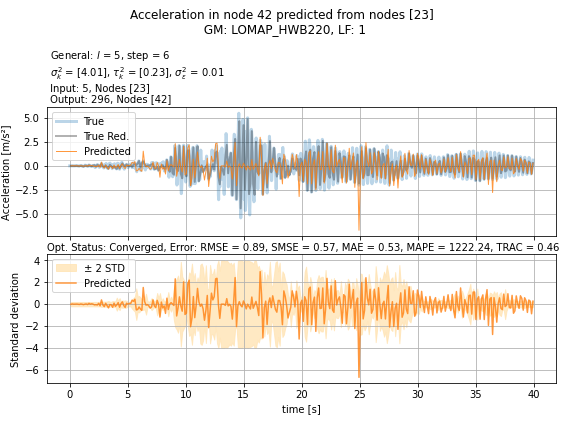 Acceleration in node 42 predicted from nodes [23]
GM: LOMAP_HWB220, LF: 1
General: l = 5, step = 6
σ²ₖ = [4.01], τ²ₖ = [0.23], σ²ε = 0.01
Input: 5, Nodes [23]
Output: 296, Nodes [42]
Acceleration [m/s²]
5.0
2.5
0.0
−2.5
−5.0
True
True Red.
Predicted
Opt. Status: Converged, Error: RMSE = 0.89, SMSE = 0.57, MAE = 0.53, MAPE = 1222.24, TRAC = 0.46
Standard deviation
4
2
0
−2
−4
−6
± 2 STD
Predicted
0 5 10 15 20 25 30 35 40
time [s]